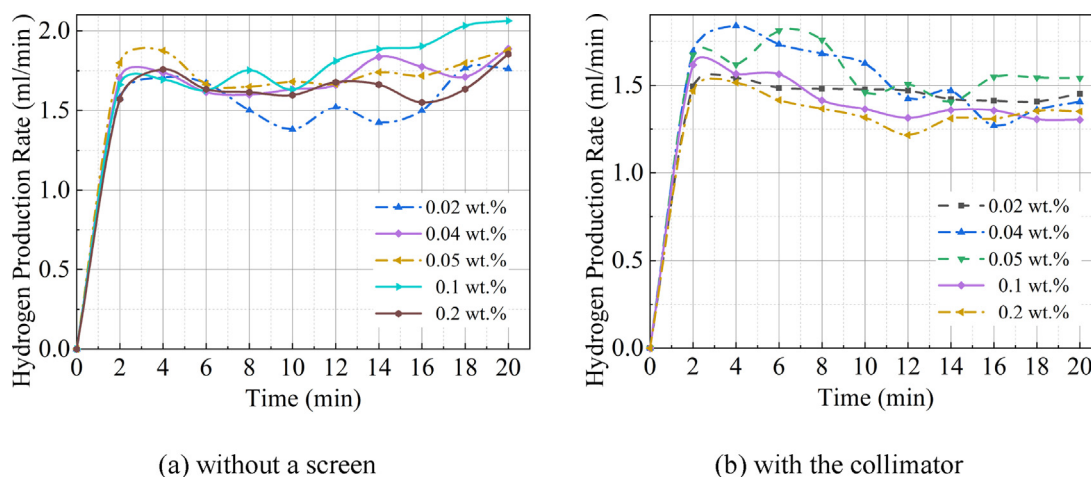 Hydrogen Production Rate (ml/min)
2.0
1.5
1.0
0.5
0.0
0 2 4 6 8 10 12 14 16 18 20
Time (min)
0.02 wt.%
0.04 wt.%
0.05 wt.%
0.1 wt.%
0.2 wt.%
(a) without a screen
Hydrogen Production Rate (ml/min)
1.5
1.0
0.5
0.0
0 2 4 6 8 10 12 14 16 18 20
Time (min)
0.02 wt.%
0.04 wt.%
0.05 wt.%
0.1 wt.%
0.2 wt.%
(b) with the collimator